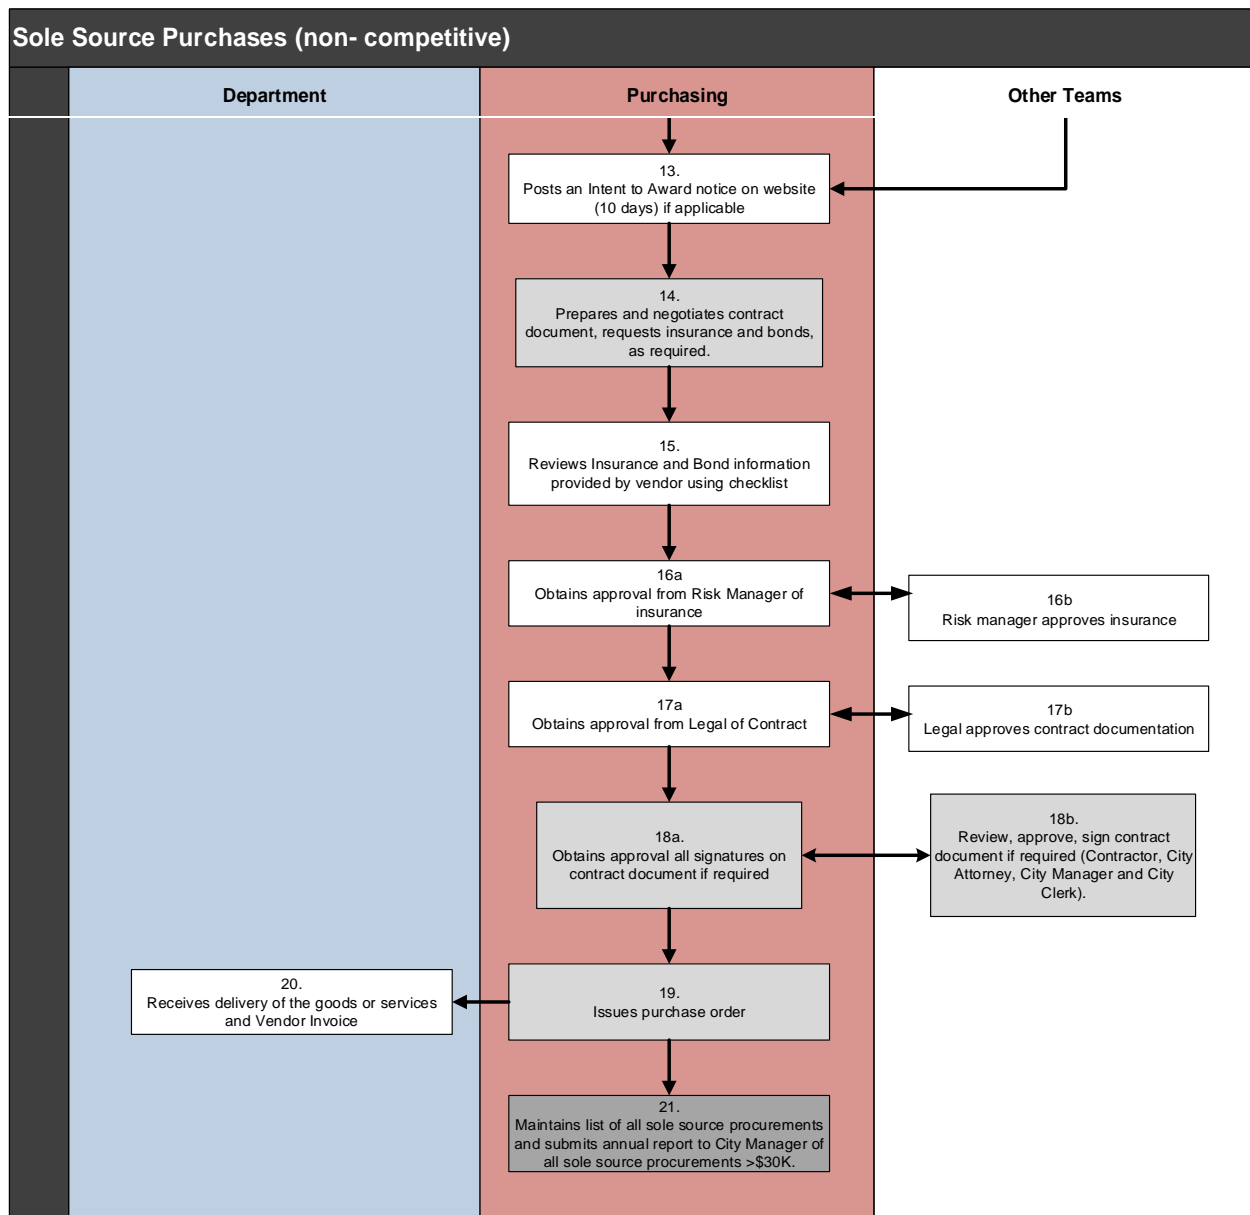 Sole Source Purchases (non- competitive)
Department
Purchasing
Other Teams
13.
Posts an Intent to Award notice on website
(10 days) if applicable
14.
Prepares and negotiates contract
document, requests insurance and bonds,
as required.
15.
Reviews Insurance and Bond information
provided by vendor using checklist
16a
Obtains approval from Risk Manager of
insurance
16b
Risk manager approves insurance
17a
Obtains approval from Legal of Contract
17b
Legal approves contract documentation
18a.
Obtains approval all signatures on
contract document if required
18b.
Review, approve, sign contract
document if required (Contractor, City
Attorney, City Manager and City
Clerk).
19.
Issues purchase order
20.
Receives delivery of the goods or services
and Vendor Invoice
21.
Maintains list of all sole source procurements
and submits annual report to City Manager of
all sole source procurements >$30K.